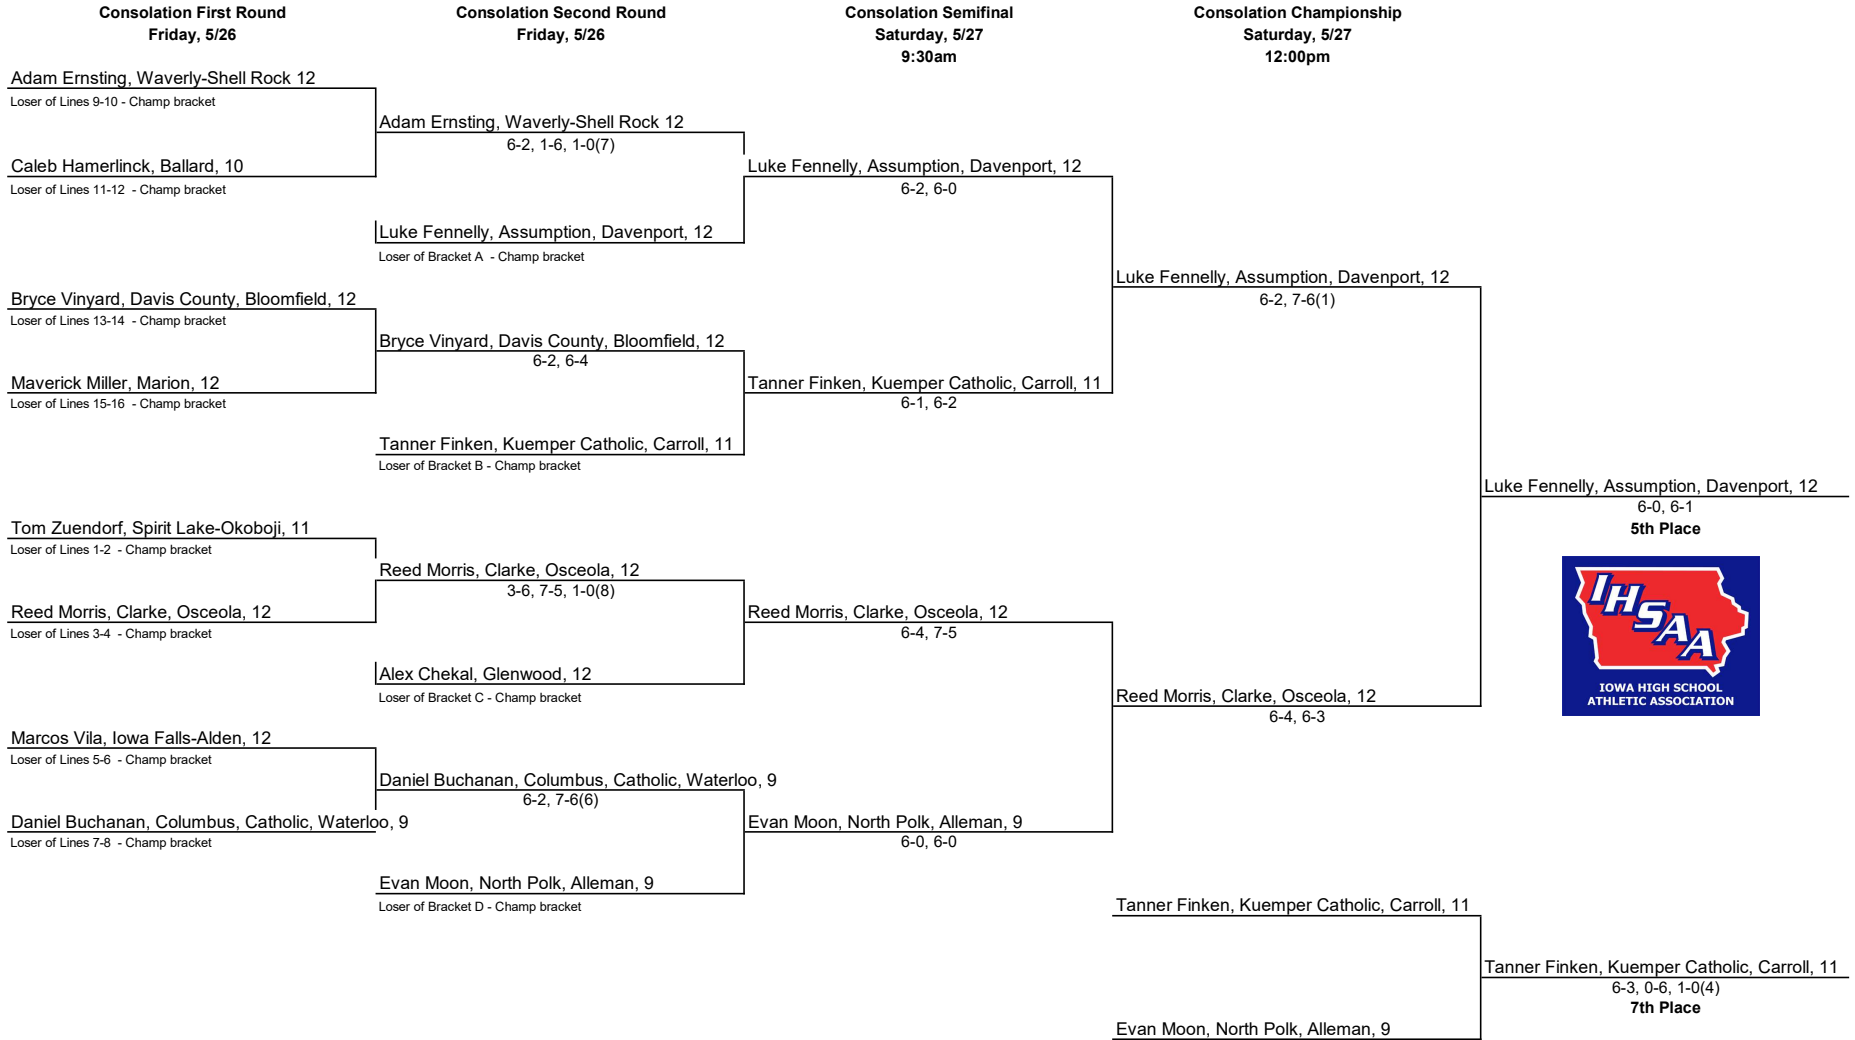 Consolation First Round
Friday, 5/26
Consolation Second Round
Friday, 5/26
Consolation Semifinal
Saturday, 5/27
9:30am
Consolation Championship
Saturday, 5/27
12:00pm
Adam Ernsting, Waverly-Shell Rock 12
Loser of Lines 9-10 - Champ bracket
Caleb Hamerlinck, Ballard, 10
Loser of Lines 11-12 - Champ bracket
Bryce Vinyard, Davis County, Bloomfield, 12
Loser of Lines 13-14 - Champ bracket
Maverick Miller, Marion, 12
Loser of Lines 15-16 - Champ bracket
Tom Zuendorf, Spirit Lake-Okoboji, 11
Loser of Lines 1-2 - Champ bracket
Reed Morris, Clarke, Osceola, 12
Loser of Lines 3-4 - Champ bracket
Marcos Vila, Iowa Falls-Alden, 12
Loser of Lines 5-6 - Champ bracket
Daniel Buchanan, Columbus, Catholic, Waterloo, 9
Loser of Lines 7-8 - Champ bracket
Adam Ernsting, Waverly-Shell Rock 12
6-2, 1-6, 1-0(7)
Luke Fennelly, Assumption, Davenport, 12
Loser of Bracket A - Champ bracket
Bryce Vinyard, Davis County, Bloomfield, 12
6-2, 6-4
Tanner Finken, Kuemper Catholic, Carroll, 11
Loser of Bracket B - Champ bracket
Reed Morris, Clarke, Osceola, 12
3-6, 7-5, 1-0(8)
Alex Chekal, Glenwood, 12
Loser of Bracket C - Champ bracket
Daniel Buchanan, Columbus, Catholic, Waterloo, 9
6-2, 7-6(6)
Evan Moon, North Polk, Alleman, 9
Loser of Bracket D - Champ bracket
Luke Fennelly, Assumption, Davenport, 12
6-2, 6-0
Tanner Finken, Kuemper Catholic, Carroll, 11
6-1, 6-2
Reed Morris, Clarke, Osceola, 12
6-4, 7-5
Evan Moon, North Polk, Alleman, 9
6-0, 6-0
Luke Fennelly, Assumption, Davenport, 12
6-2, 7-6(1)
Reed Morris, Clarke, Osceola, 12
6-4, 6-3
Tanner Finken, Kuemper Catholic, Carroll, 11
Evan Moon, North Polk, Alleman, 9
Luke Fennelly, Assumption, Davenport, 12
6-0, 6-1
5th Place
IHSAA
IOWA HIGH SCHOOL
ATHLETIC ASSOCIATION
Tanner Finken, Kuemper Catholic, Carroll, 11
6-3, 0-6, 1-0(4)
7th Place